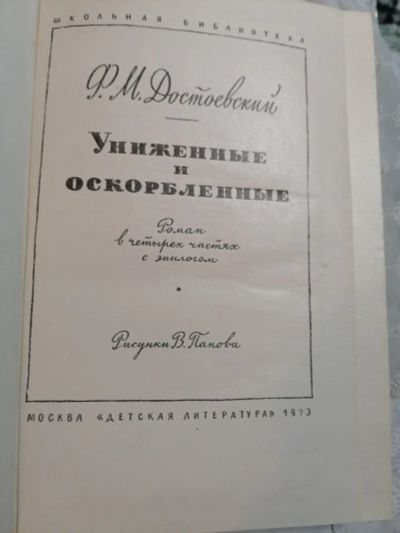 ШКОЛЬНАЯ БИБЛИОТЕКА
Ф. М. Достоевский
Униженные
и
оскорбленные
Роман
в четырех частях
с эпилогом
Рисунки В. Панова
МОСКВА «ДЕТСКАЯ ЛИТЕРАТУРА» 1973